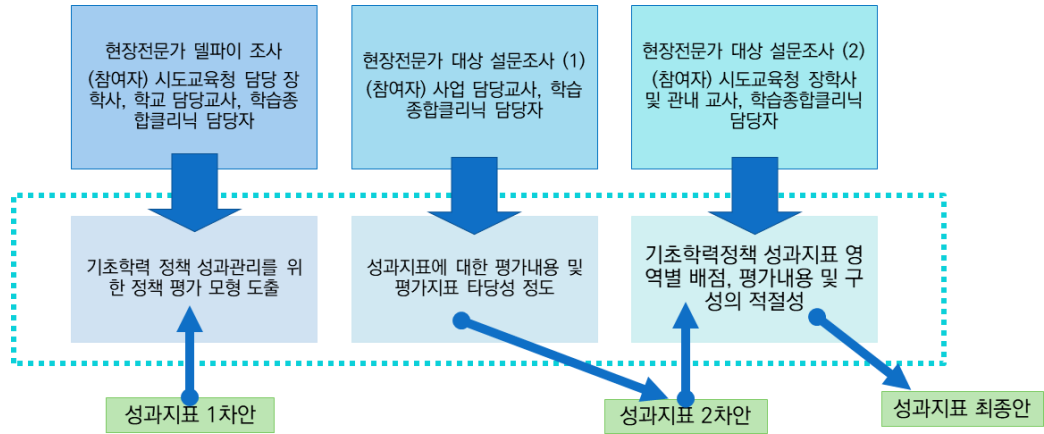 현장전문가 델파이 조사
(참여자) 시도교육청 담당 장
학사, 학교 담당교사, 학습종
합클리닉 담당자
현장전문가 대상 설문조사 (1)
(참여자) 사업 담당교사, 학습
종합클리닉 담당자
현장전문가 대상 설문조사 (2)
(참여자) 시도교육청 장학사
및 관내 교사, 학습종합클리닉
담당자
기초학력 정책 성과관리를 위
한 정책 평가 모형 도출
성과지표에 대한 평가내용 및
평가지표 타당성 정도
기초학력정책 성과지표 영
역별 배점, 평가내용 및 구
성의 적절성
성과지표 1차안
성과지표 2차안
성과지표 최종안